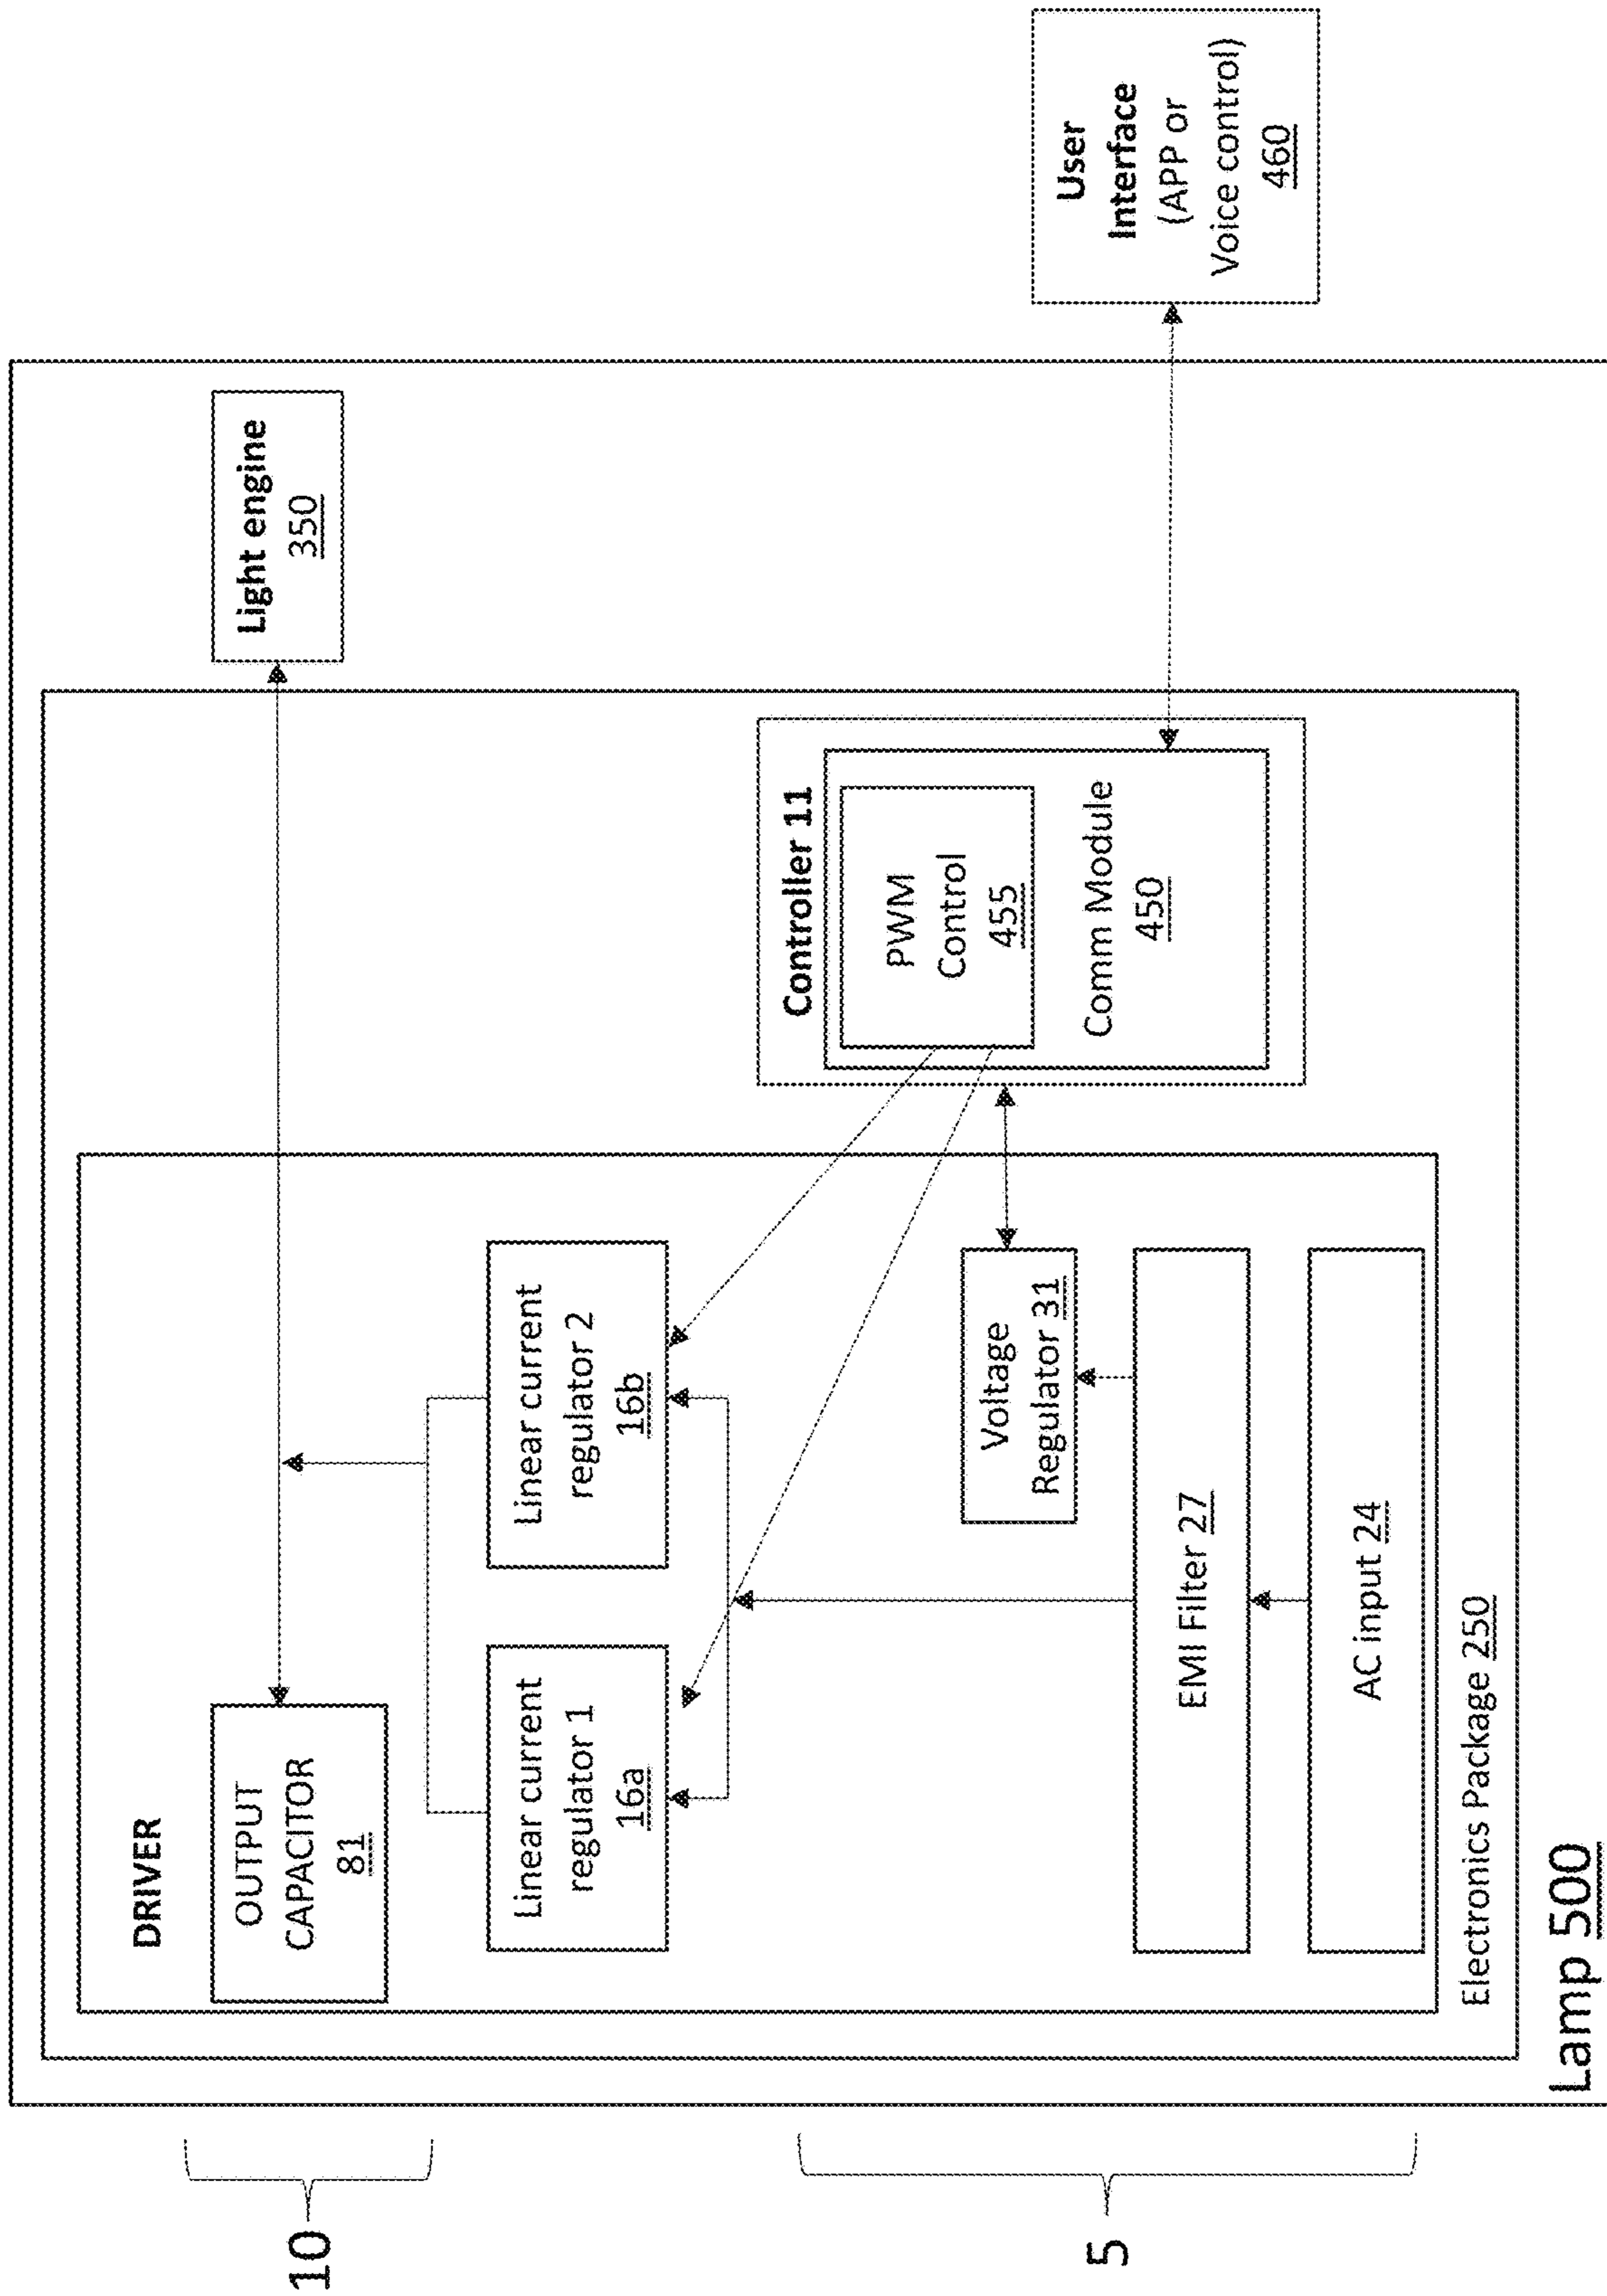 10
5
DRIVER
OUTPUT
CAPACITOR
81
Linear current
regulator 1
16a
Linear current
regulator 2
16b
Voltage
Regulator 31
EMI Filter 27
AC input 24
Electronics Package 250
Lamp 500
Controller 11
PWM
Control
455
Comm Module
450
Light engine
350
User
Interface
(APP or
Voice control)
460